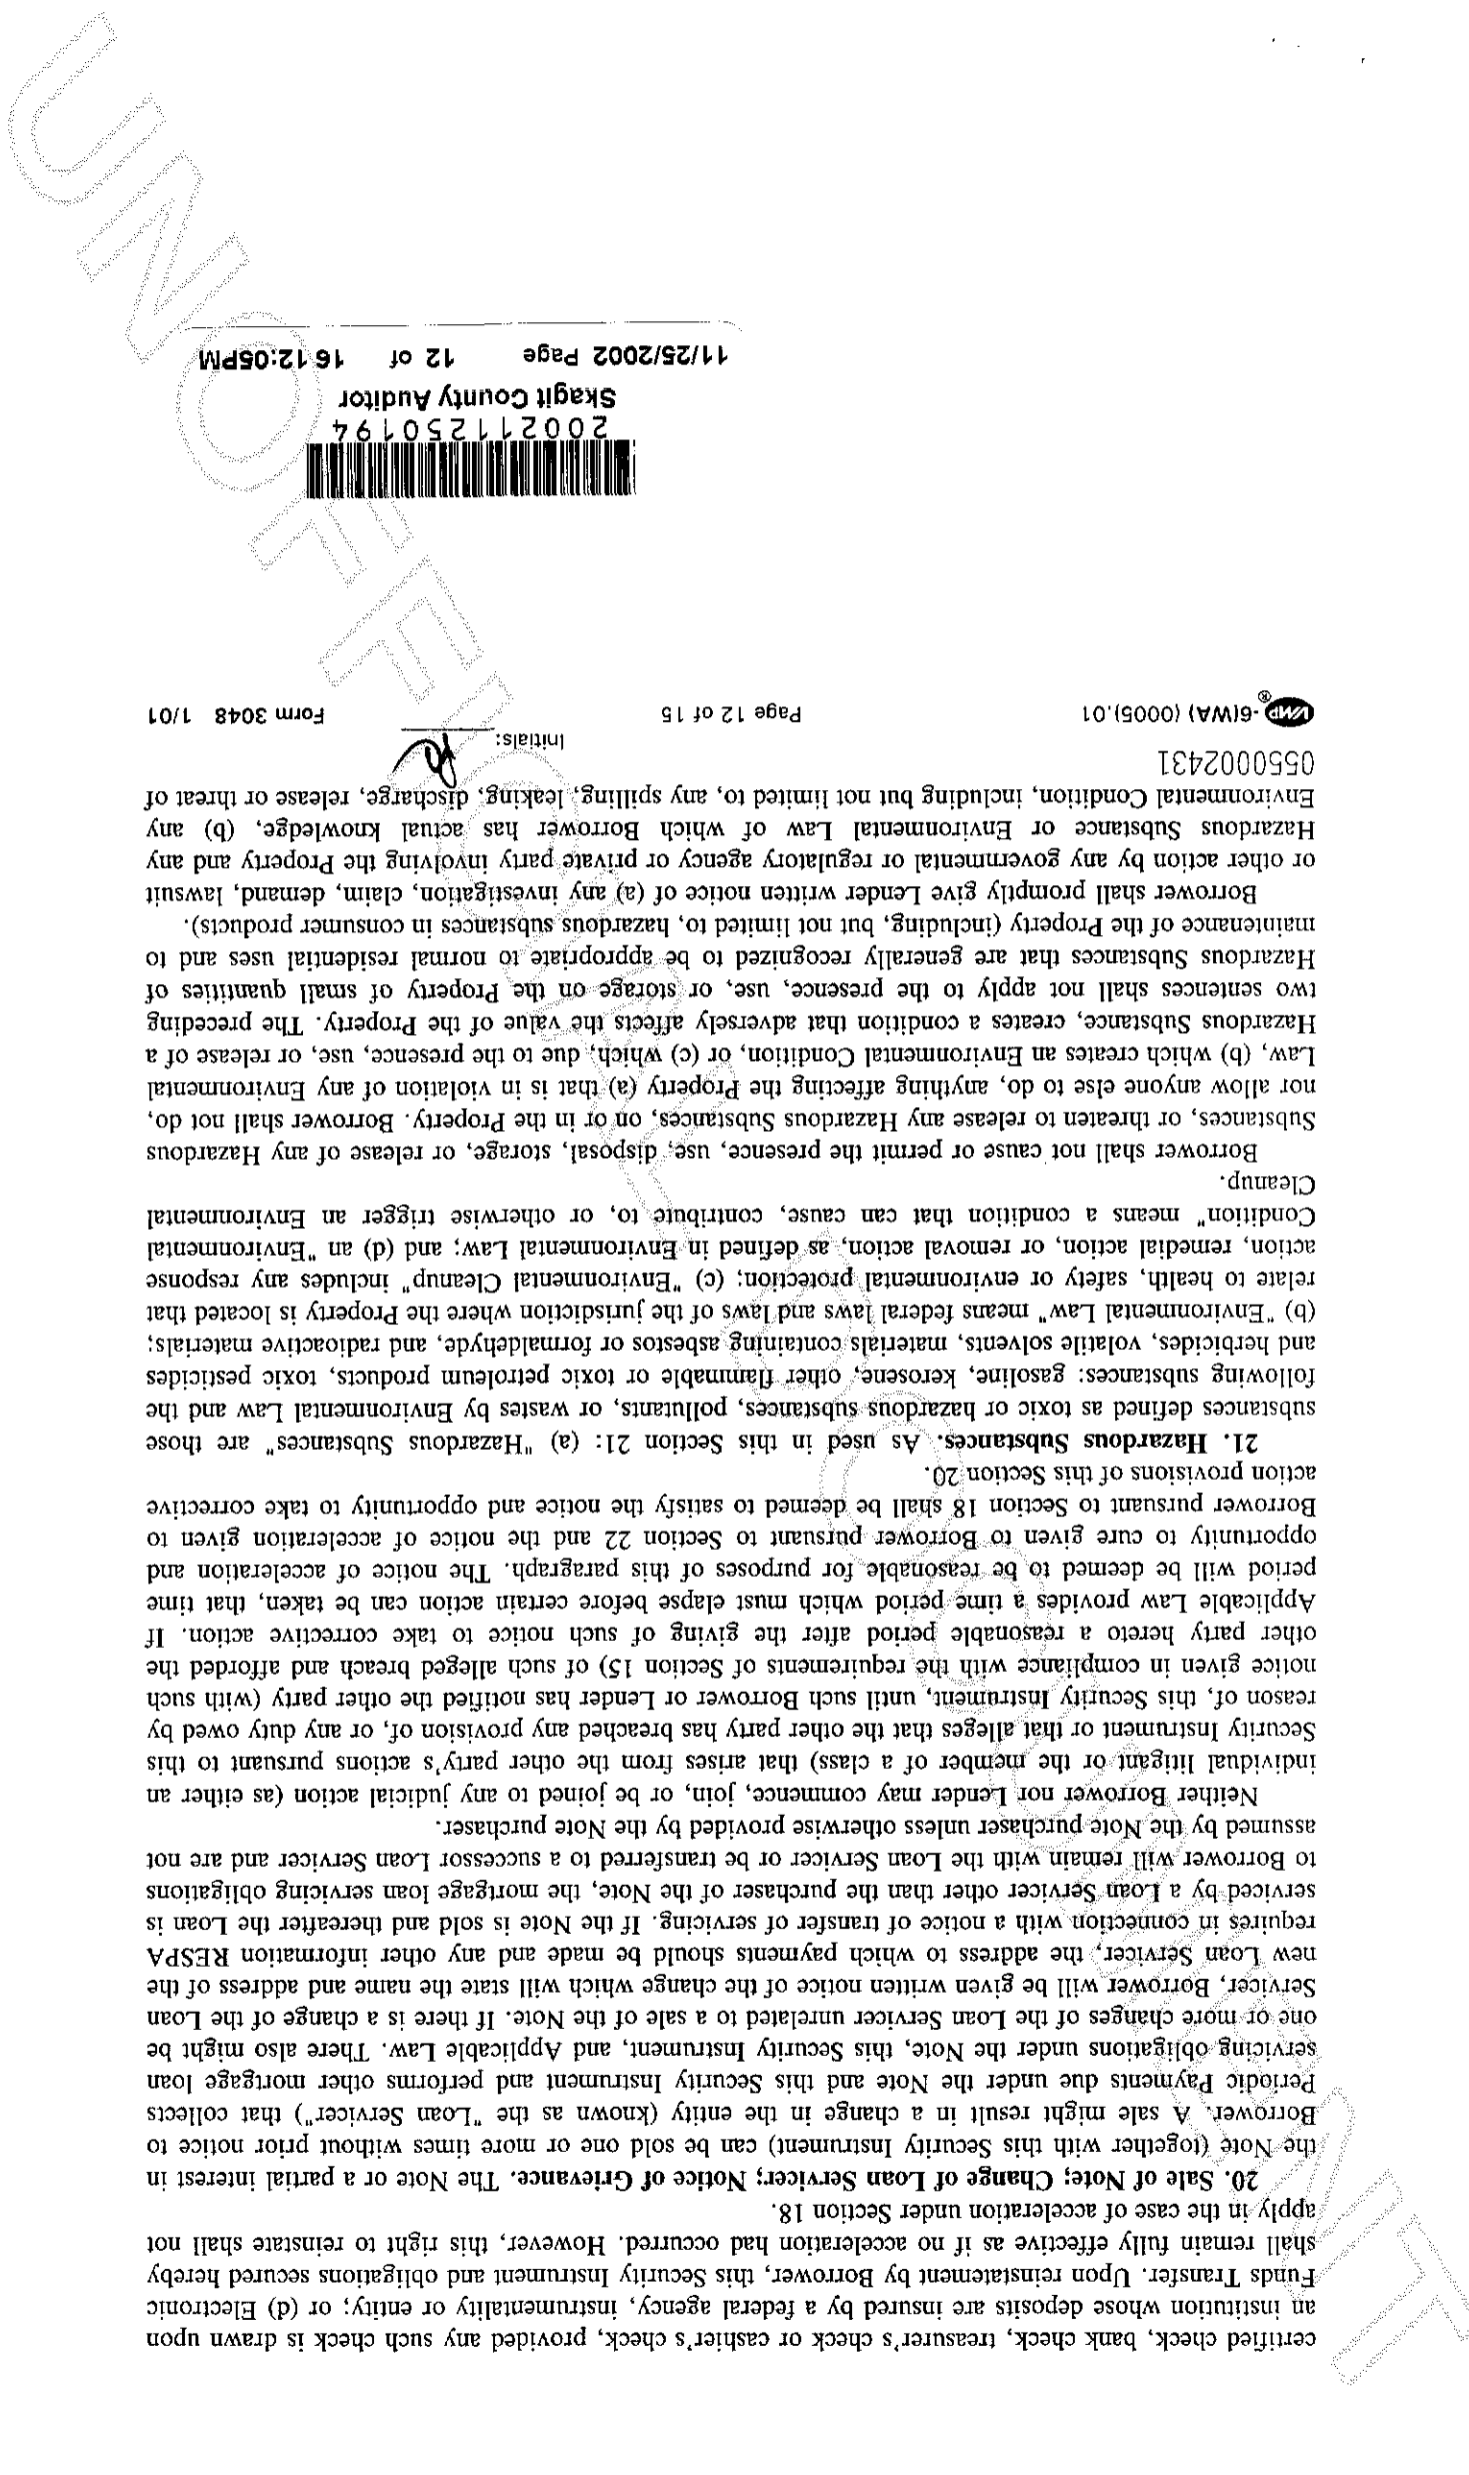 certified check, bank check, treasurer's check or cashier's check, provided any such check is drawn upon
an institution whose deposits are insured by a federal agency, instrumentality or entity; or (d) Electronic
Funds Transfer. Upon reinstatement by Borrower, this Security Instrument and obligations secured hereby
shall remain fully effective as if no acceleration had occurred. However, this right to reinstate shall not
apply in the case of acceleration under Section 18.
20. Sale of Note; Change of Loan Servicer; Notice of Grievance. The Note or a partial interest in
the Note (together with this Security Instrument) can be sold one or more times without prior notice to
Borrower. A sale might result in a change in the entity (known as the "Loan Servicer") that collects
Periodic Payments due under the Note and this Security Instrument and performs other mortgage loan
servicing obligations under the Note, this Security Instrument, and Applicable Law. There also might be
one or more changes of the Loan Servicer unrelated to a sale of the Note. If there is a change of the Loan
Servicer, Borrower will be given written notice of the change which will state the name and address of the
new Loan Servicer, the address to which payments should be made and any other information RESPA
requires in connection with a notice of transfer of servicing. If the Note is sold and thereafter the Loan is
serviced by a Loan Servicer other than the purchaser of the Note, the mortgage loan servicing obligations
to Borrower will remain with the Loan Servicer or be transferred to a successor Loan Servicer and are not
assumed by the Note purchaser unless otherwise provided by the Note purchaser.
Neither Borrower nor Lender may commence, join, or be joined to any judicial action (as either an
individual litigant or the member of a class) that arises from the other party's actions pursuant to this
Security Instrument or that alleges that the other party has breached any provision of, or any duty owed by
reason of, this Security Instrument, until such Borrower or Lender has notified the other party (with such
notice given in compliance with the requirements of Section 15) of such alleged breach and afforded the
other party hereto a reasonable period after the giving of such notice to take corrective action. If
Applicable Law provides a time period which must elapse before certain action can be taken, that time
period will be deemed to be reasonable for purposes of this paragraph. The notice of acceleration and
opportunity to cure given to Borrower pursuant to Section 22 and the notice of acceleration given to
Borrower pursuant to Section 18 shall be deemed to satisfy the notice and opportunity to take corrective
action provisions of this Section 20.
21. Hazardous Substances. As used in this Section 21: (a) "Hazardous Substances" are those
substances defined as toxic or hazardous substances, pollutants, or wastes by Environmental Law and the
following substances: gasoline, kerosene, other flammable or toxic petroleum products, toxic pesticides
and herbicides, volatile solvents, materials containing asbestos or formaldehyde, and radioactive materials;
(b) "Environmental Law" means federal laws and laws of the jurisdiction where the Property is located that
relate to health, safety or environmental protection; (c) "Environmental Cleanup" includes any response
action, remedial action, or removal action, as defined in Environmental Law; and (d) an "Environmental
Condition" means a condition that can cause, contribute to, or otherwise trigger an Environmental
Cleanup.
Borrower shall not cause or permit the presence, use, disposal, storage, or release of any Hazardous
Substances, or threaten to release any Hazardous Substances, on or in the Property. Borrower shall not do,
nor allow anyone else to do, anything affecting the Property (a) that is in violation of any Environmental
Law, (b) which creates an Environmental Condition, or (c) which, due to the presence, use, or release of a
Hazardous Substance, creates a condition that adversely affects the value of the Property. The preceding
two sentences shall not apply to the presence, use, or storage on the Property of small quantities of
Hazardous Substances that are generally recognized to be appropriate to normal residential uses and to
maintenance of the Property (including, but not limited to, hazardous substances in consumer products).
Borrower shall promptly give Lender written notice of (a) any investigation, claim, demand, lawsuit
or other action by any governmental or regulatory agency or private party involving the Property and any
Hazardous Substance or Environmental Law of which Borrower has actual knowledge, (b) any
Environmental Condition, including but not limited to, any spilling, leaking, discharge, release or threat of
0550002431
Initials:
VMP®-6(WA) (0005).01 Page 12 of 15 Form 3048 1/01
200211250194
Skagit County Auditor
11/25/2002 Page 12 of 16 12:05PM
UNOFFICIAL DOCUMENT